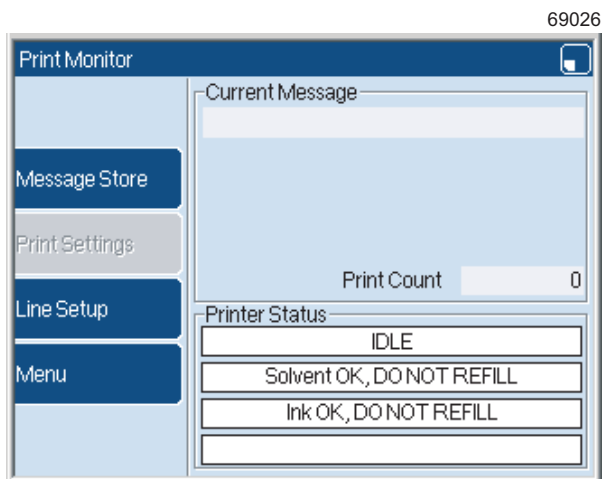 69026
Print Monitor
Current Message
Message Store
Print Settings
Print Count 0
Line Setup
Printer Status
IDLE
Menu
Solvent OK, DO NOT REFILL
Ink OK, DO NOT REFILL